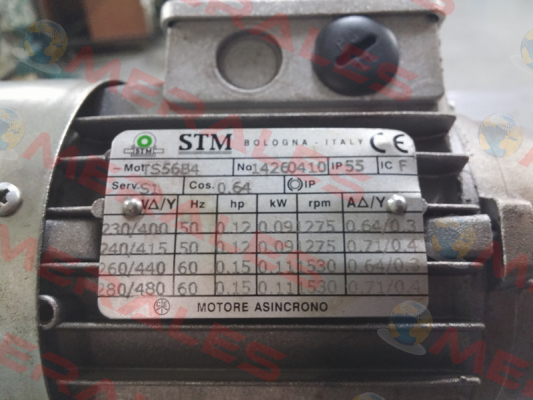 STM BOLOGNA - ITALY CE
STM
~Mot TS56B4 No 14260410 IP 55 IC F
Serv. S1 Cos. 0.64 IP
V∆/Y Hz hp kW rpm A∆/Y
230/400 50 0.12 0.09 1275 0.64/0.3
240/415 50 0.12 0.09 1275 0.71/0.4
260/440 60 0.15 0.11 1530 0.64/0.3
280/480 60 0.15 0.11 1530 0.71/0.4
MOTORE ASINCRONO
MERALES